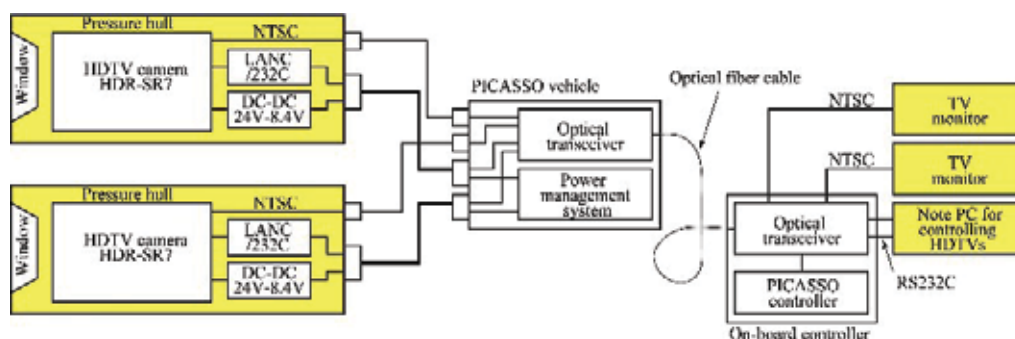 Pressure hull
NTSC
Window
HDTV camera
HDR-SR7
LANC
/232C
DC-DC
24V-8.4V
Pressure hull
NTSC
Window
HDTV camera
HDR-SR7
LANC
/232C
DC-DC
24V-8.4V
PICASSO vehicle
Optical
transceiver
Power
management
system
Optical fiber cable
NTSC
TV
monitor
NTSC
TV
monitor
Optical
transceiver
Note PC for
controlling
HDTVs
RS232C
PICASSO
controller
On-board controller